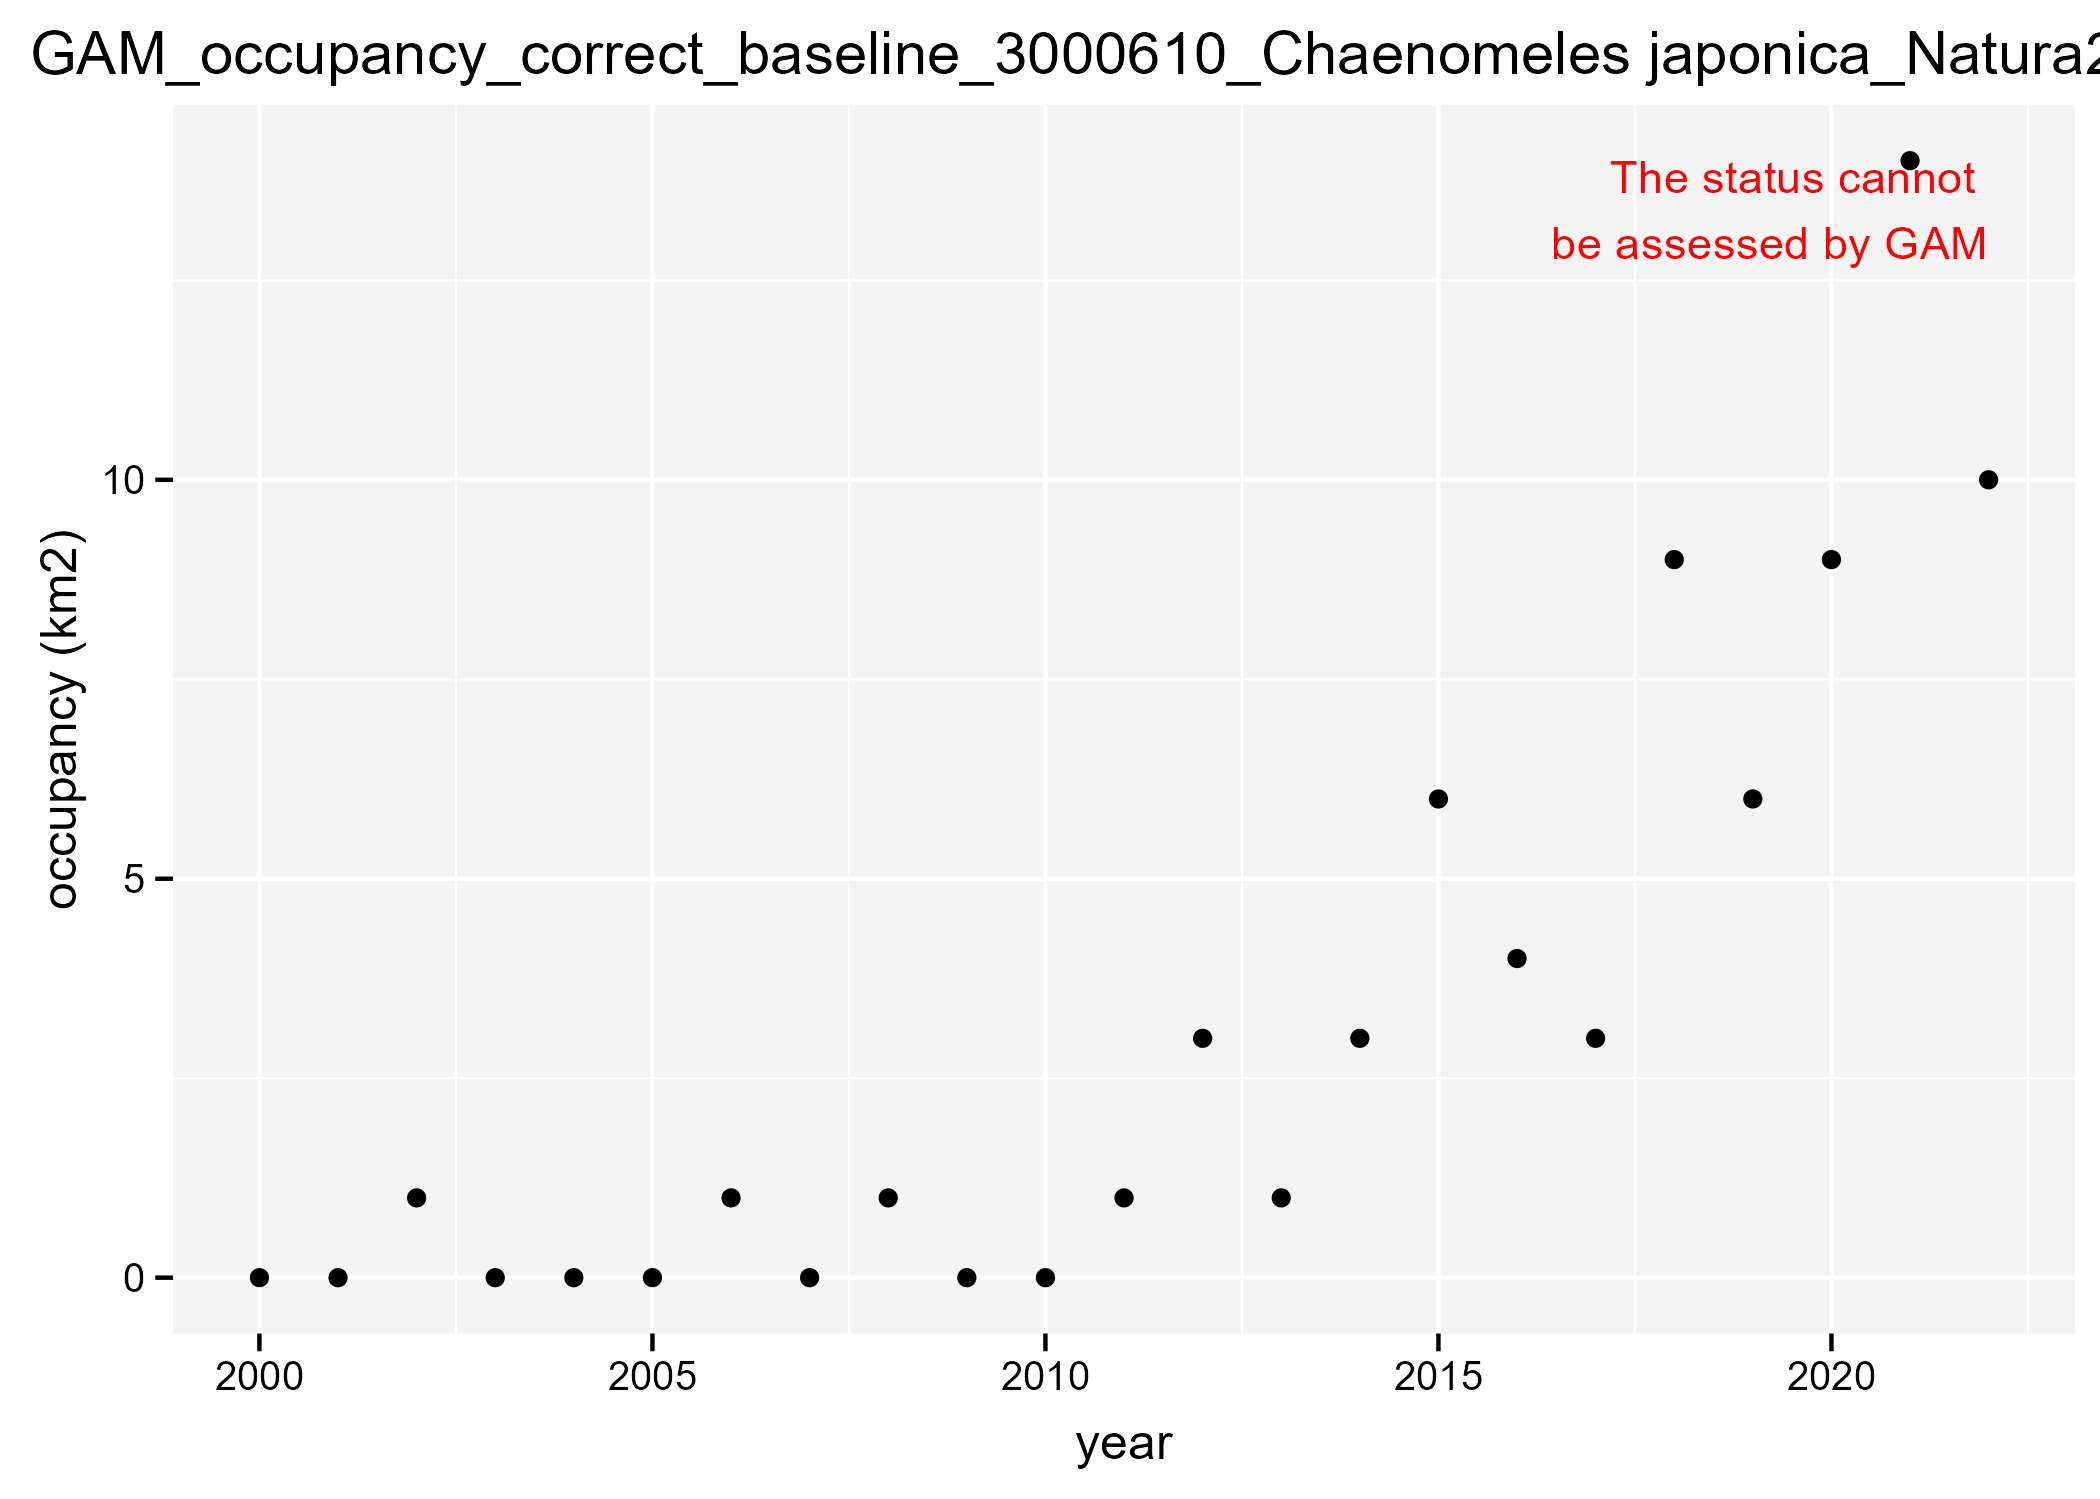 GAM_occupancy_correct_baseline_3000610_Chaenomeles japonica_Natura2
The status cannot
be assessed by GAM
10
5
0
occupancy (km2)
2000 2005 2010 2015 2020
year